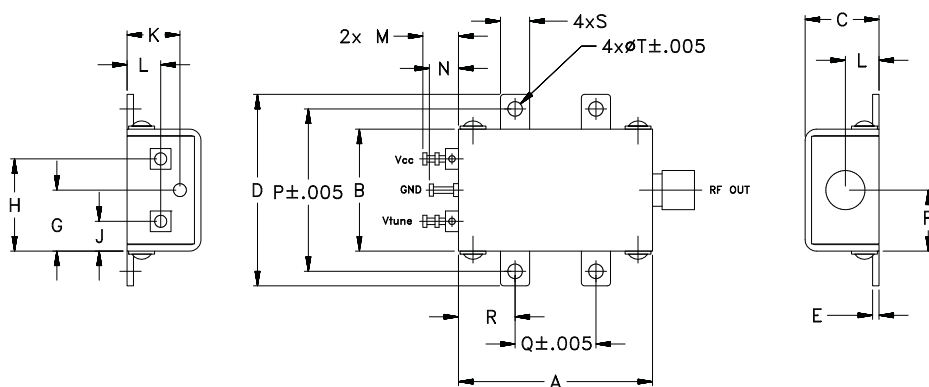 K
L
H
G
J
2x M
N
4xS
4xøT±.005
D
P±.005
B
Vcc
GND
Vtune
RF OUT
R
Q±.005
A
C
L
F
E